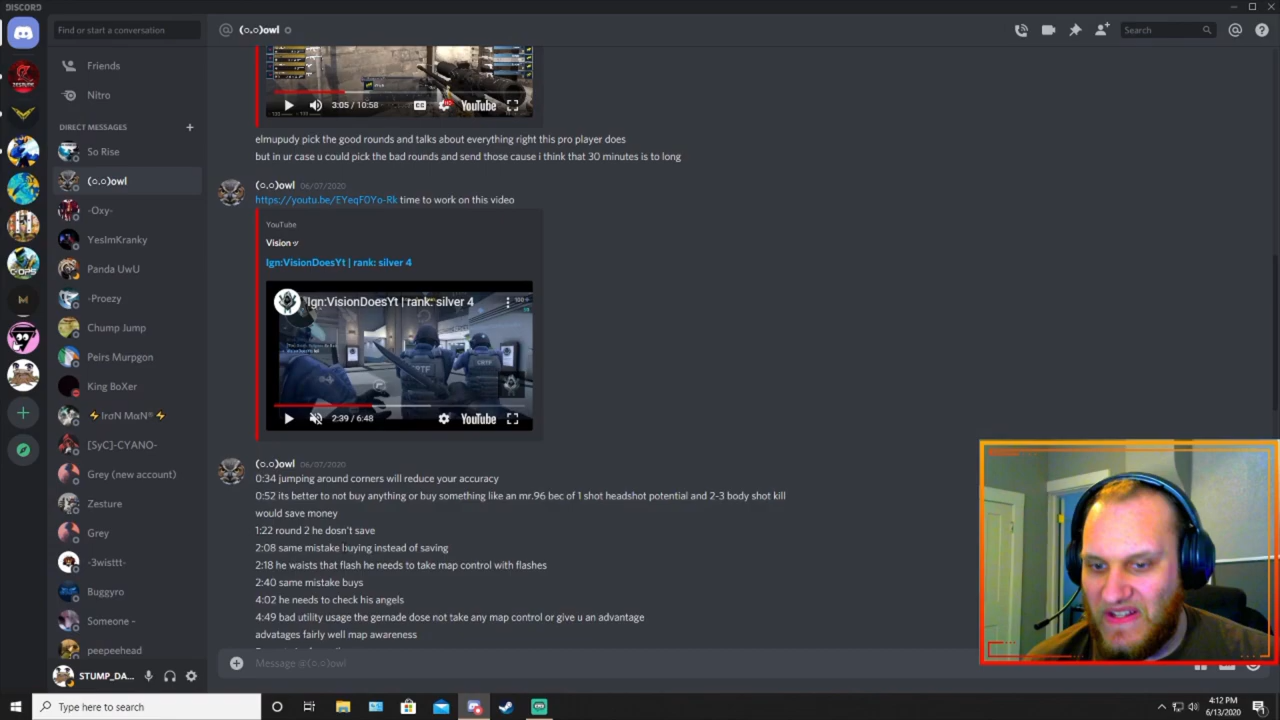 DISCORD
Find or start a conversation
Friends
Nitro
DIRECT MESSAGES
So Rise
(o,o)owl
-Oxy-
YesImKranky
Panda UwU
-Proezy
Chump Jump
Peirs Murpgon
King BoXer
⚡IrαN MαN®⚡
[SyC]-CYANO-
Grey (new account)
Zesture
Grey
-3wisttt-
Buggyro
Someone -
peepeehead
STUMP_DA...
@ (o,o)owl
Search
3:05 / 10:58
CC
YouTube
elmupudy pick the good rounds and talks about everything right this pro player does
but in ur case u could pick the bad rounds and send those cause i think that 30 minutes is to long
(o,o)owl 06/07/2020
https://youtu.be/EYeqF0Yo-Rk time to work on this video
YouTube
Vision ッ
Ign:VisionDoesYt | rank: silver 4
Ign:VisionDoesYt | rank: silver 4
2:39 / 6:48
YouTube
(o,o)owl 06/07/2020
0:34 jumping around corners will reduce your accuracy
0:52 its better to not buy anything or buy something like an mr.96 bec of 1 shot headshot potential and 2-3 body shot kill
would save money
1:22 round 2 he dosn't save
2:08 same mistake buying instead of saving
2:18 he waists that flash he needs to take map control with flashes
2:40 same mistake buys
4:02 he needs to check his angels
4:49 bad utility usage the gernade dose not take any map control or give u an advantage
advatages fairly well map awareness
Message @(o,o)owl
Type here to search
4:12 PM
6/13/2020